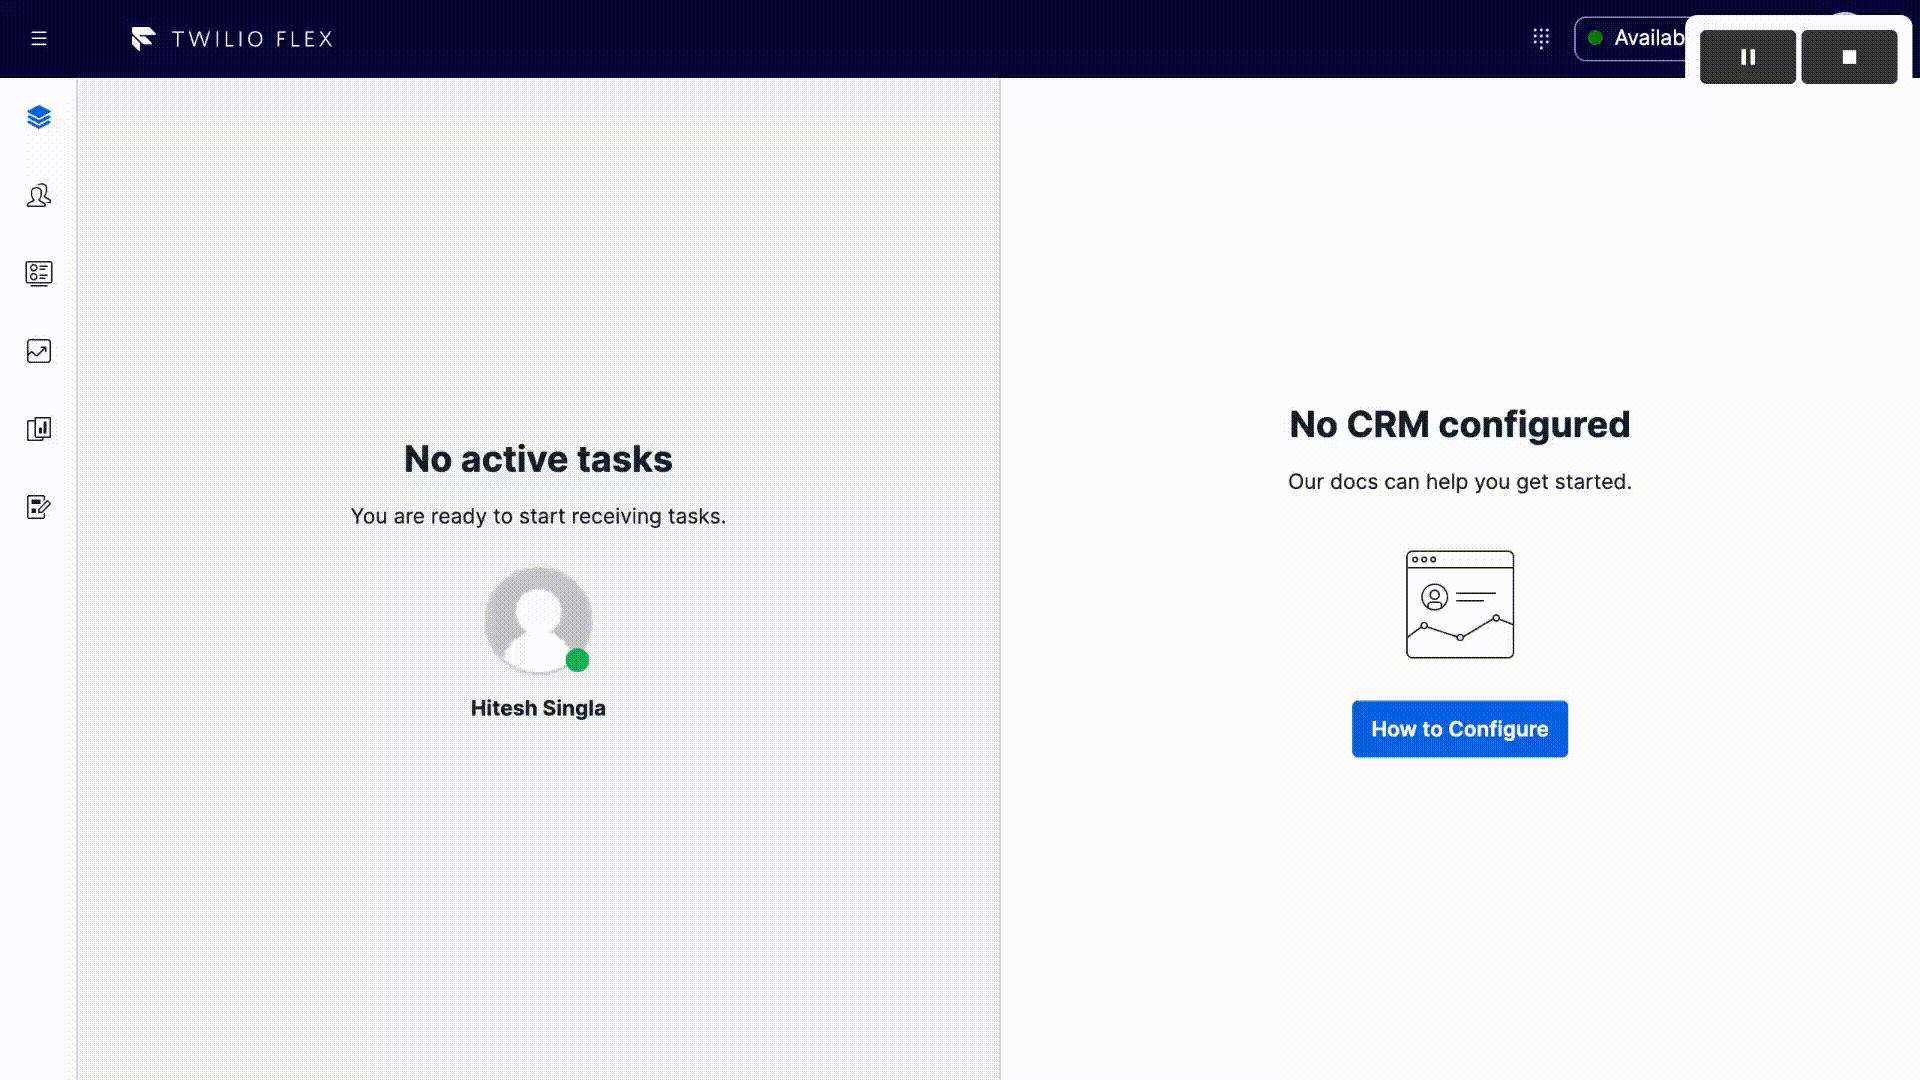 TWILIO FLEX
Availab
No active tasks
You are ready to start receiving tasks.
Hitesh Singla
No CRM configured
Our docs can help you get started.
How to Configure